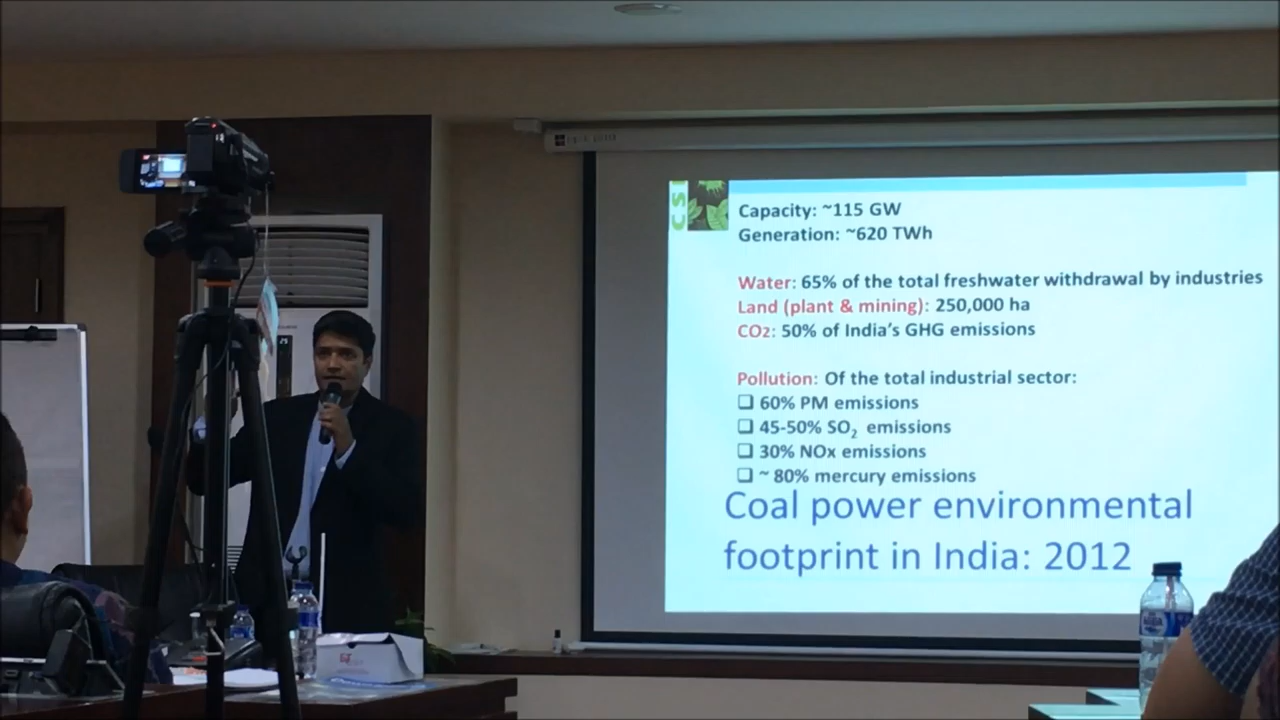 CSE
Capacity: ~115 GW
Generation: ~620 TWh
Water: 65% of the total freshwater withdrawal by industries
Land (plant & mining): 250,000 ha
CO2: 50% of India's GHG emissions
Pollution: Of the total industrial sector:
❑ 60% PM emissions
❑ 45-50% SO₂ emissions
❑ 30% NOx emissions
❑ ~ 80% mercury emissions
Coal power environmental
footprint in India: 2012